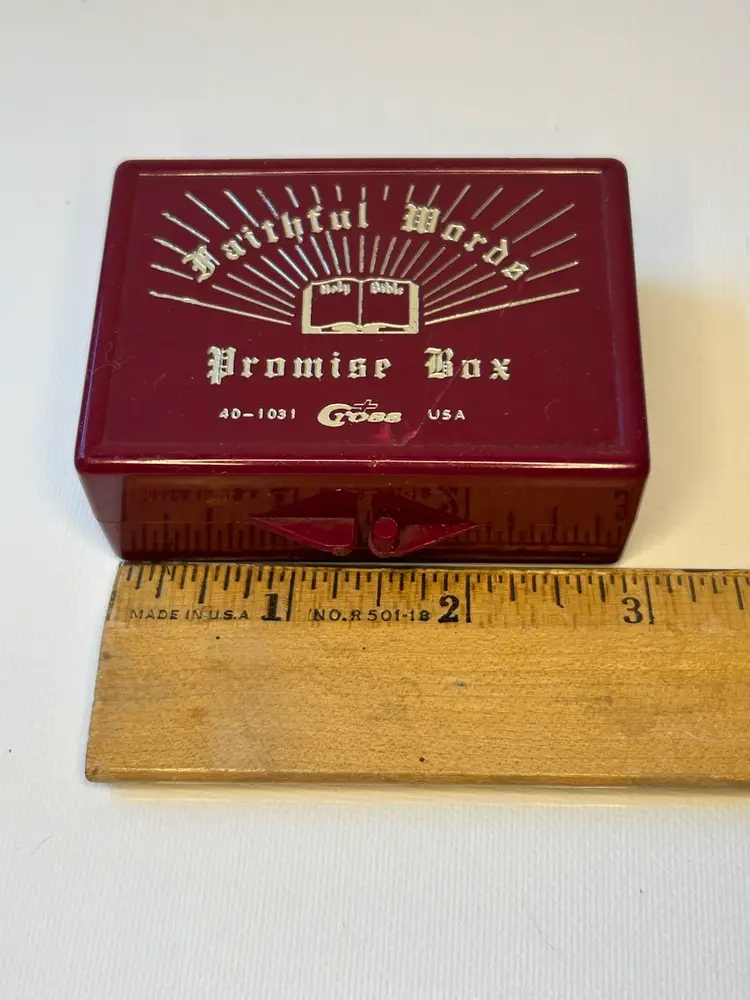 Faithful Words
Holy Bible
Promise Box
40-1031 Cross USA
1 2 3
MADE IN U.S.A (NO.R 501-18